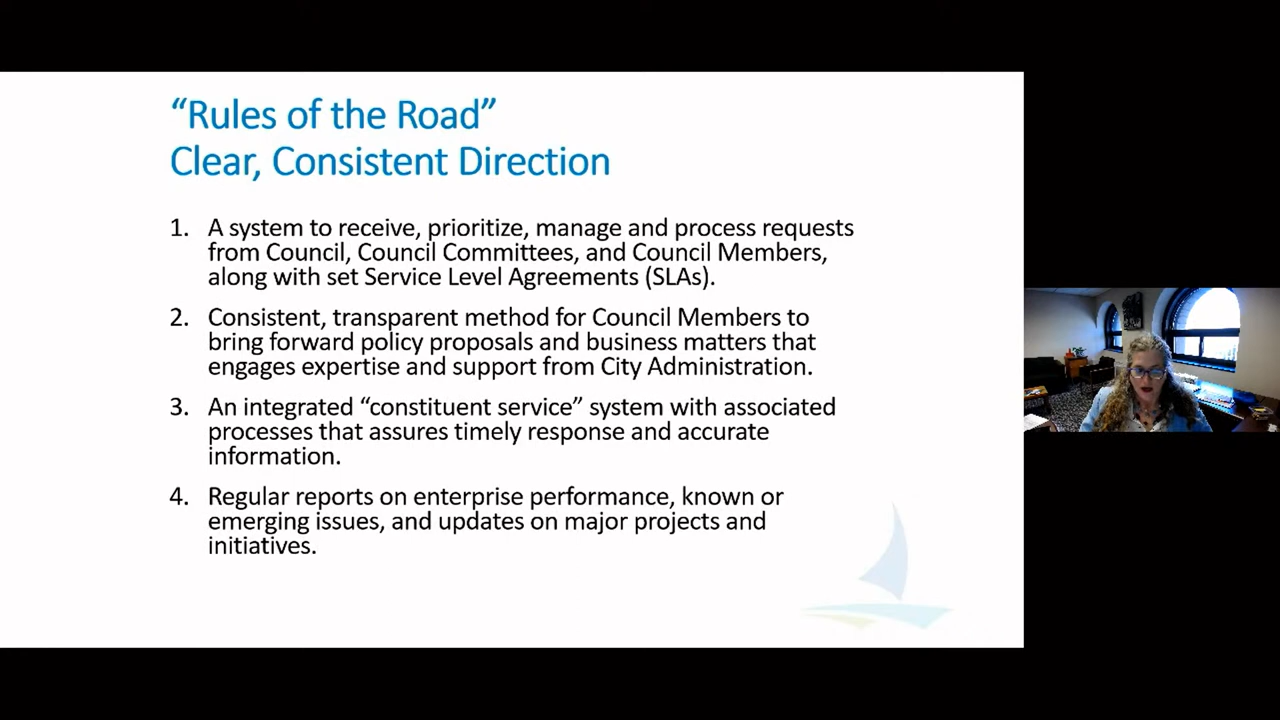 “Rules of the Road”
Clear, Consistent Direction
1. A system to receive, prioritize, manage and process requests
from Council, Council Committees, and Council Members,
along with set Service Level Agreements (SLAs).
2. Consistent, transparent method for Council Members to
bring forward policy proposals and business matters that
engages expertise and support from City Administration.
3. An integrated “constituent service” system with associated
processes that assures timely response and accurate
information.
4. Regular reports on enterprise performance, known or
emerging issues, and updates on major projects and
initiatives.